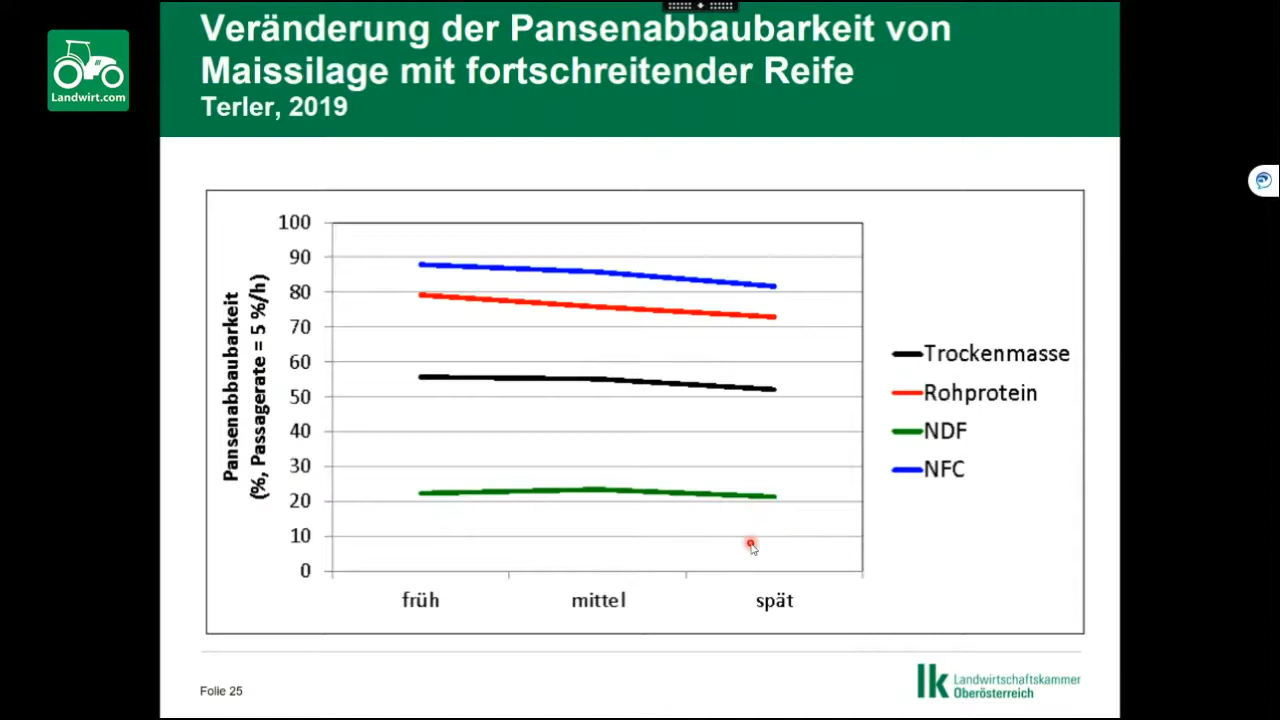 Veränderung der Pansenabbaubarkeit von
Maissilage mit fortschreitender Reife
Terler, 2019
Landwirt.com
Pansenabbaubarkeit
(%, Passagerate = 5 %/h)
100
90
80
70
60
50
40
30
20
10
0
früh mittel spät
Trockenmasse
Rohprotein
NDF
NFC
Folie 25
lk Landwirtschaftskammer
Oberösterreich